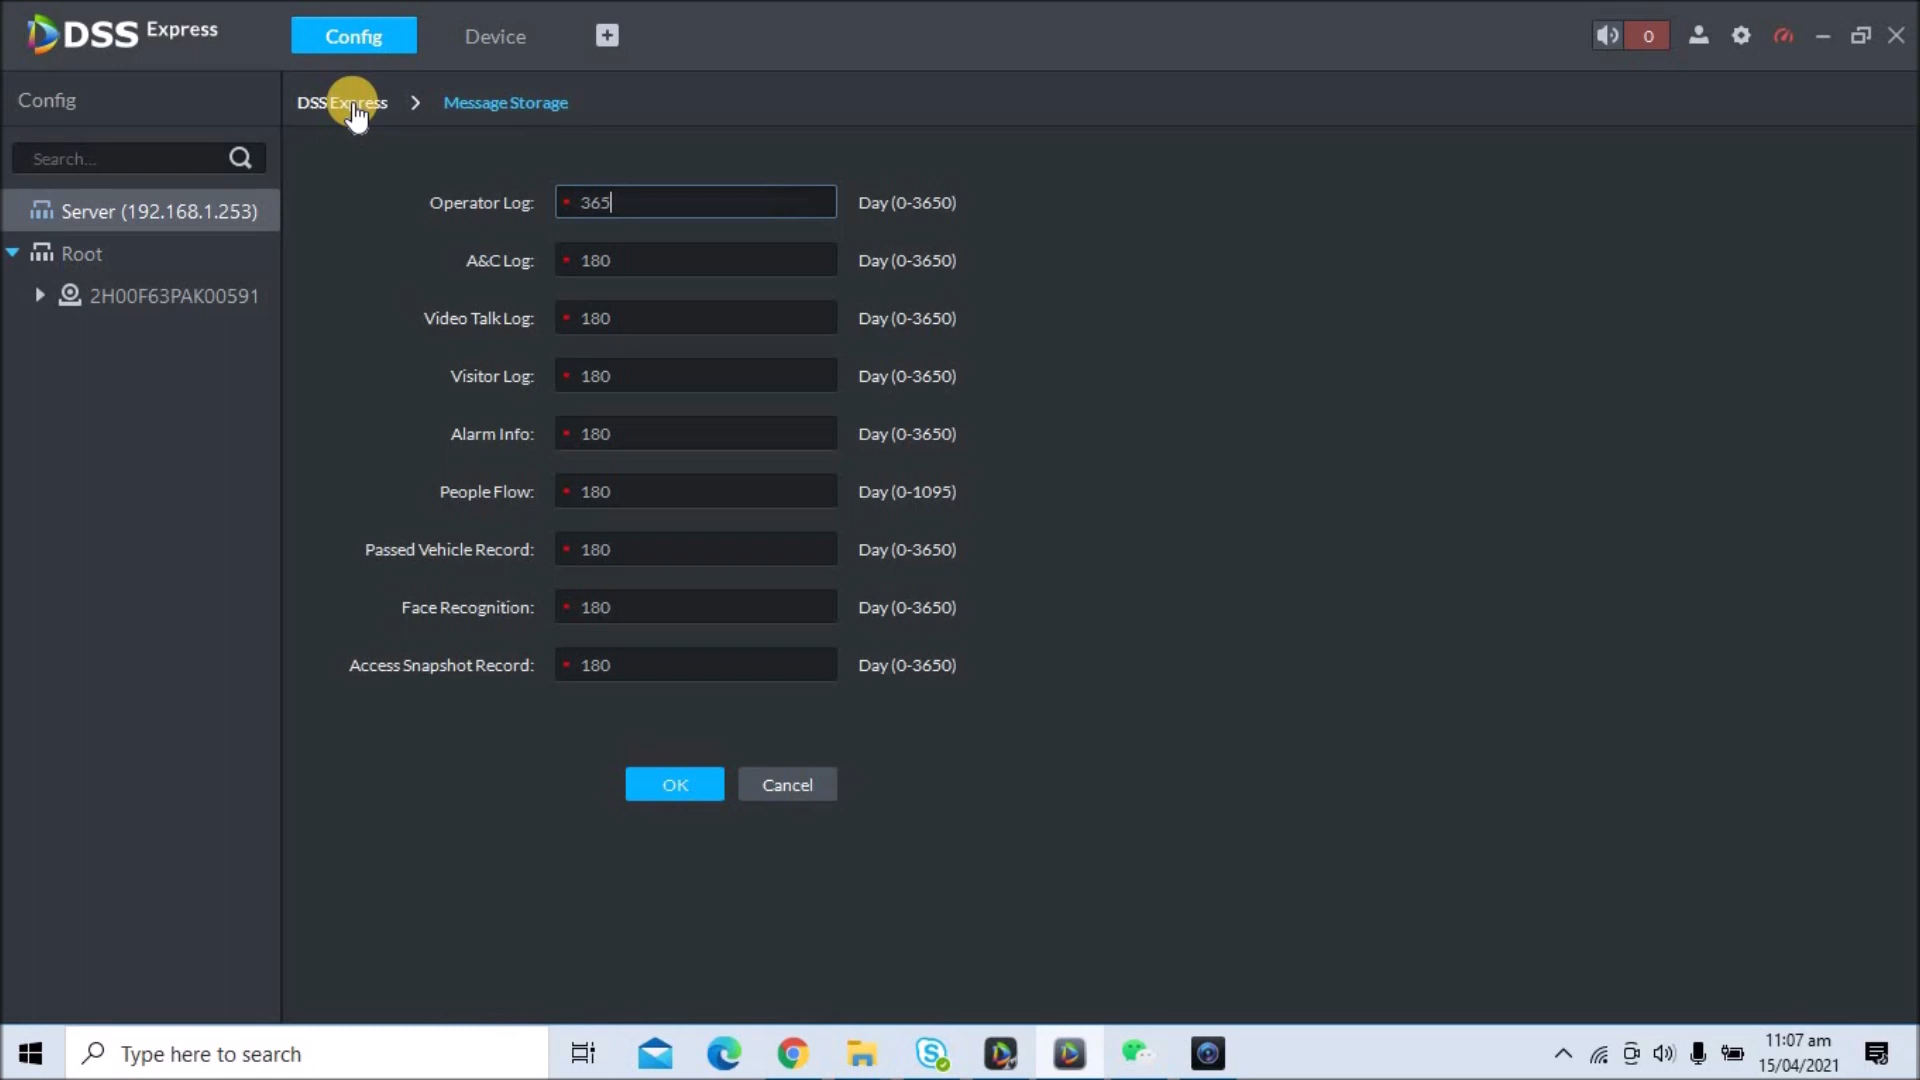 DSS Express
Config
Device
0
Config
DSS Express > Message Storage
Search...
Server (192.168.1.253)
Root
2H00F63PAK00591
Operator Log: 365 Day (0-3650)
A&C Log: 180 Day (0-3650)
Video Talk Log: 180 Day (0-3650)
Visitor Log: 180 Day (0-3650)
Alarm Info: 180 Day (0-3650)
People Flow: 180 Day (0-1095)
Passed Vehicle Record: 180 Day (0-3650)
Face Recognition: 180 Day (0-3650)
Access Snapshot Record: 180 Day (0-3650)
OK
Cancel
Type here to search
11:07 am
15/04/2021